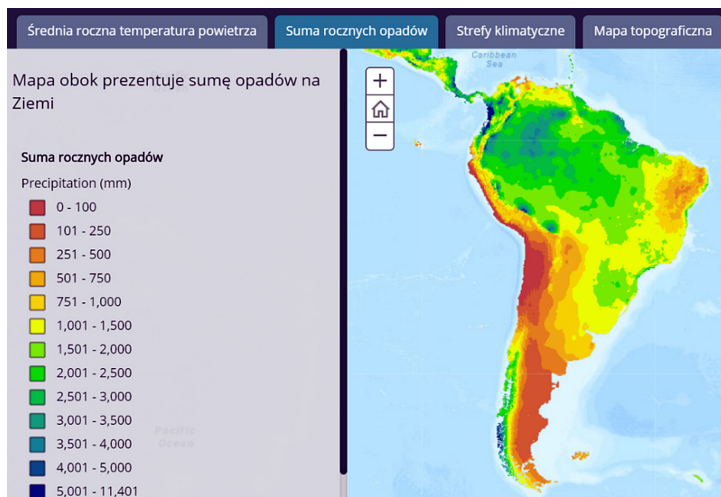 Średnia roczna temperatura powietrza
Suma rocznych opadów
Strefy klimatyczne
Mapa topograficzna
Mapa obok prezentuje sumę opadów na
Ziemi
Suma rocznych opadów
Precipitation (mm)
0 - 100
101 - 250
251 - 500
501 - 750
751 - 1,000
1,001 - 1,500
1,501 - 2,000
2,001 - 2,500
2,501 - 3,000
3,001 - 3,500
3,501 - 4,000
4,001 - 5,000
5,001 - 11,401
Pacific
Ocean
Caribbean
Sea
+
−